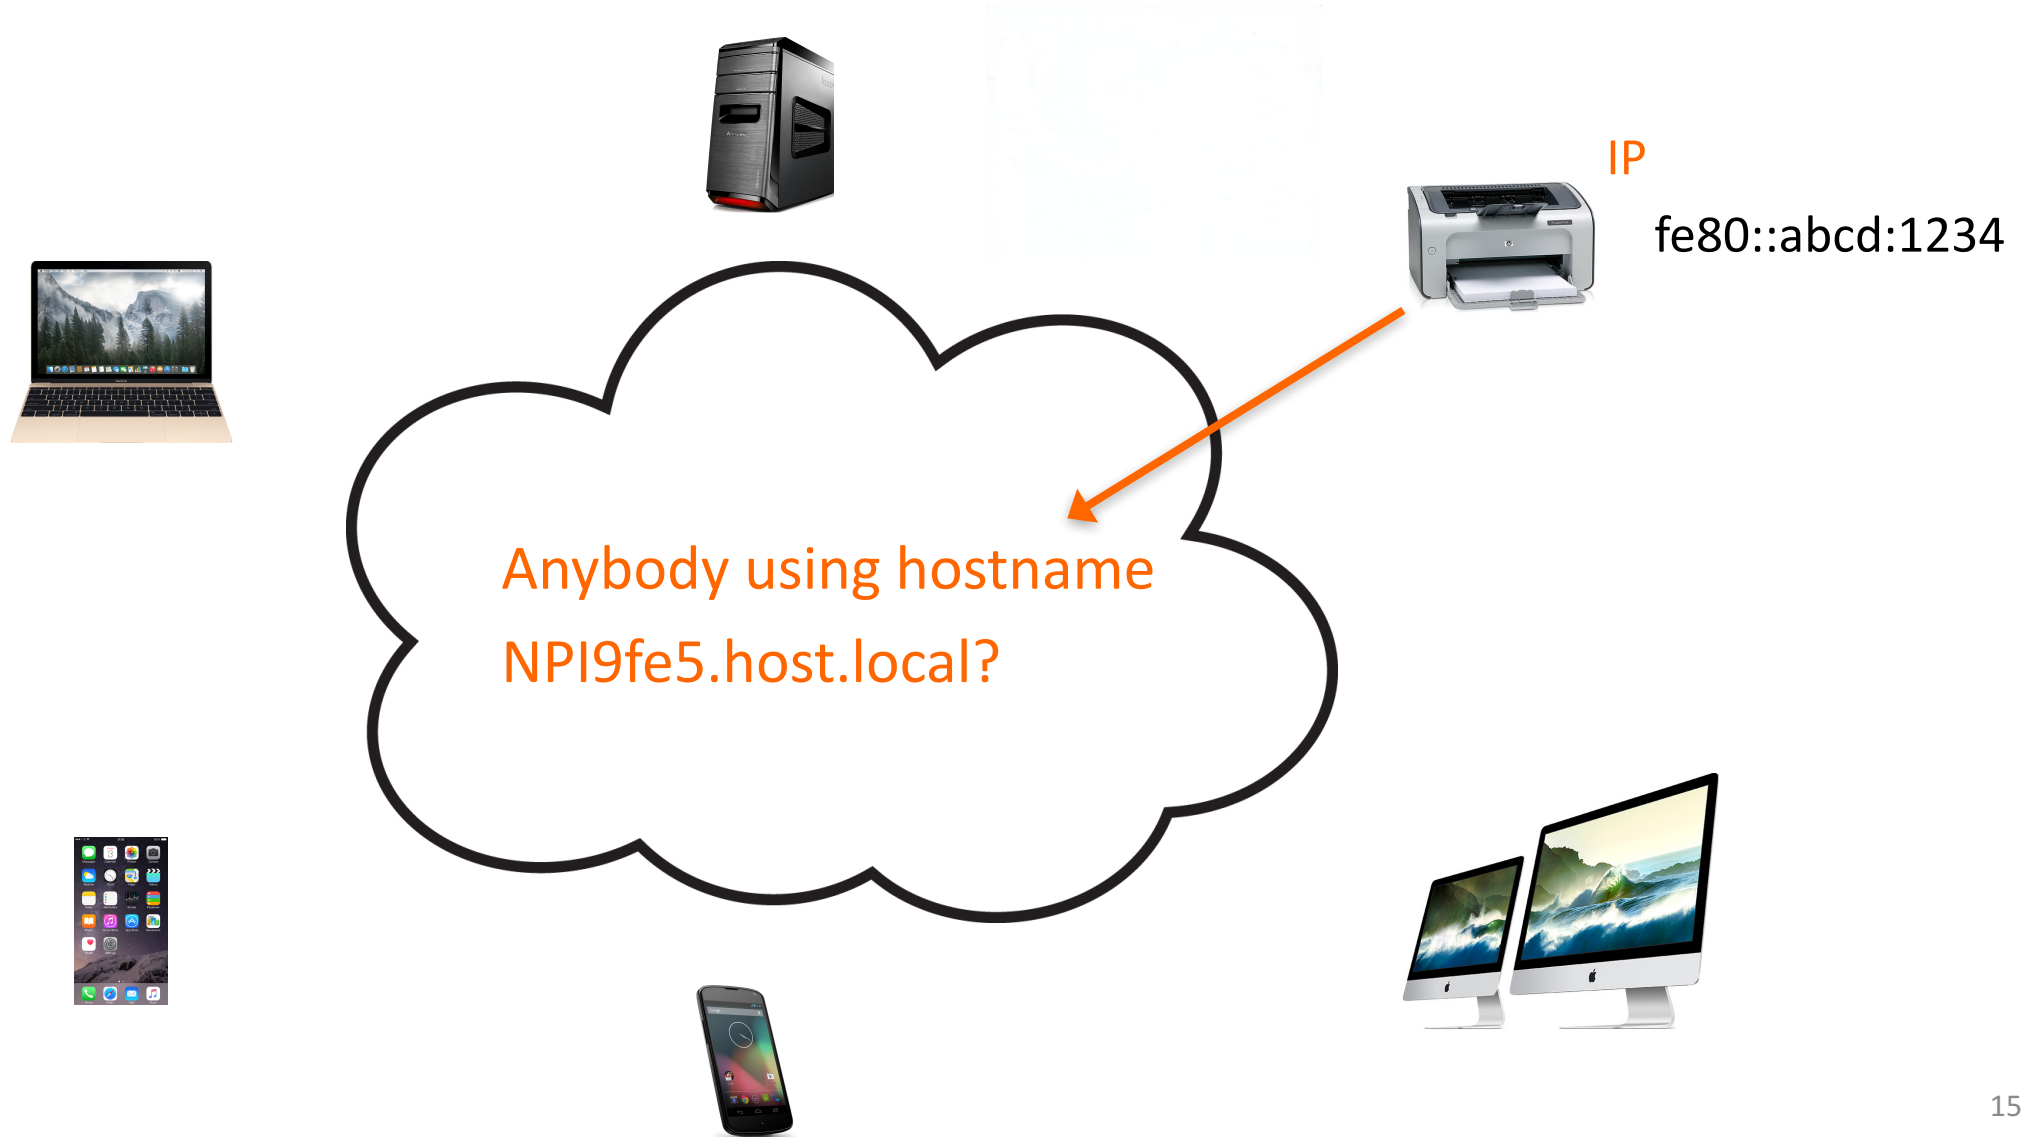 IP
fe80::abcd:1234
Anybody using hostname
NPI9fe5.host.local?
15